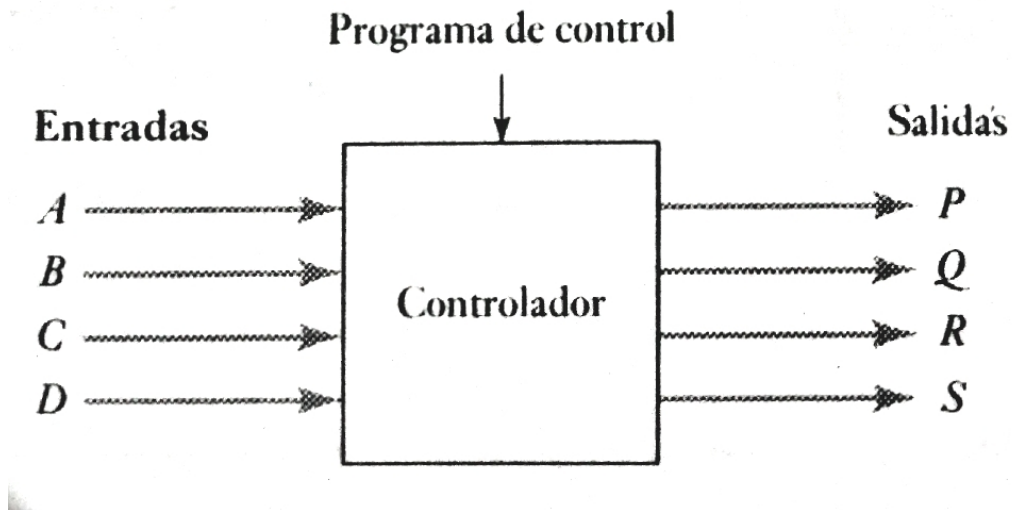 Programa de control
Entradas
Salidas
A
P
B
Q
C
Controlador
R
D
S